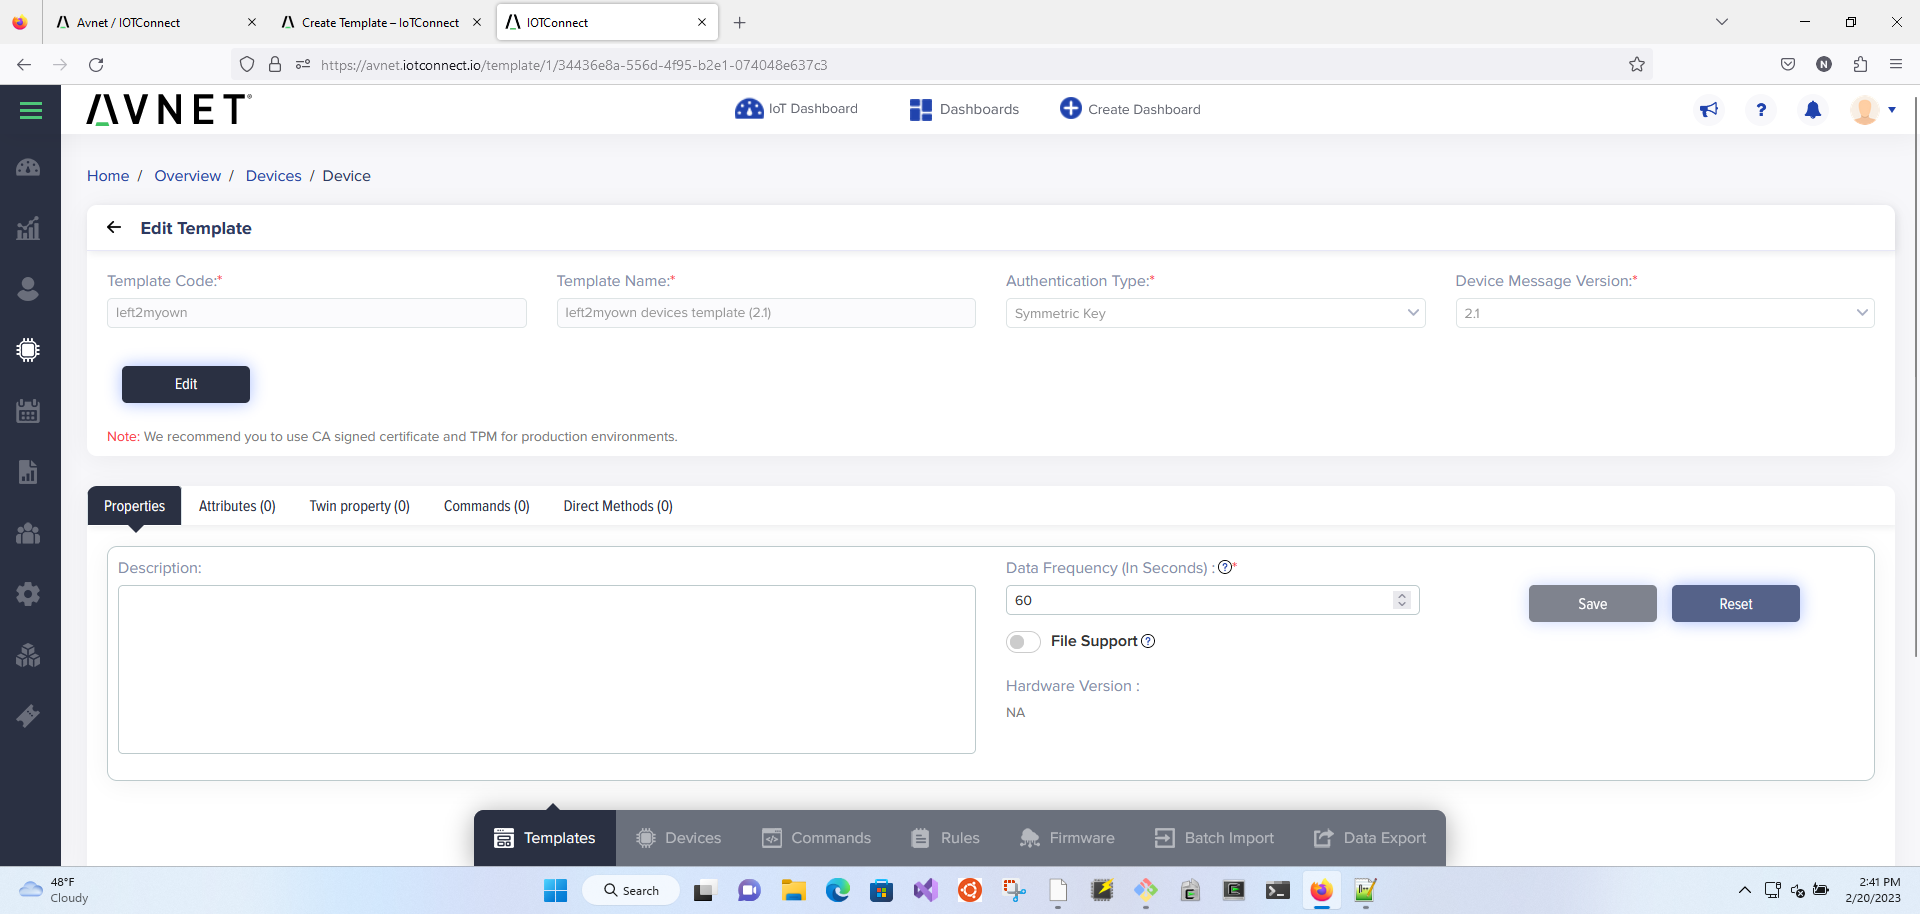 Avnet / IOTConnect
Create Template – IoTConnect
IOTConnect
https://avnet.iotconnect.io/template/1/34436e8a-556d-4f95-b2e1-074048e637c3
N
AVNET®
IoT Dashboard
Dashboards
Create Dashboard
?
Home / Overview / Devices / Device
Edit Template
Template Code:*
Template Name:*
Authentication Type:*
Device Message Version:*
left2myown
left2myown devices template (2.1)
Symmetric Key
2.1
Edit
Note: We recommend you to use CA signed certificate and TPM for production environments.
Properties
Attributes (0)
Twin property (0)
Commands (0)
Direct Methods (0)
Description:
Data Frequency (In Seconds) : ?*
60
Save
Reset
File Support ?
Hardware Version :
NA
Templates
Devices
Commands
Rules
Firmware
Batch Import
Data Export
48°F
Cloudy
Search
2:41 PM
2/20/2023